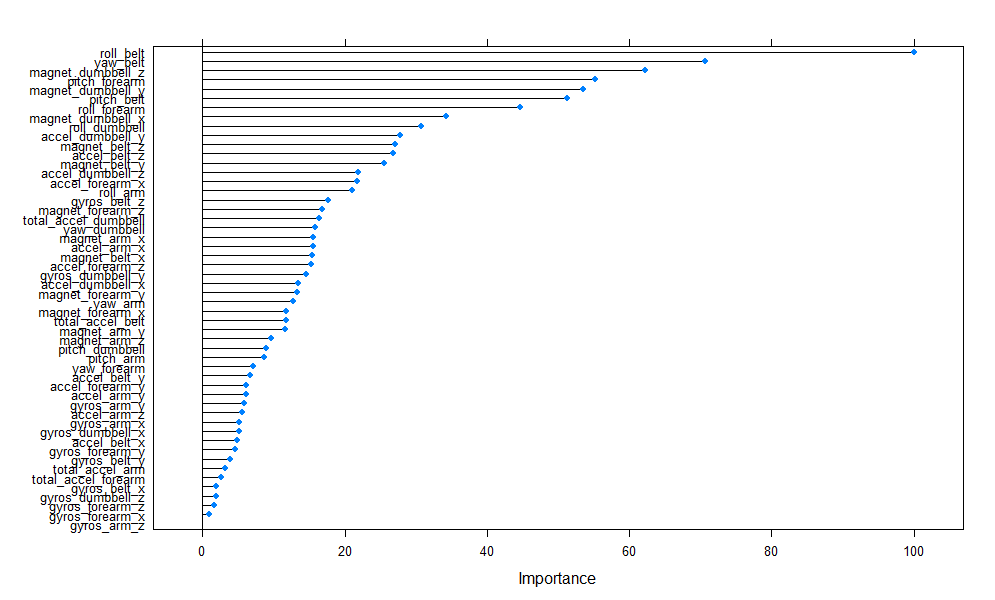 roll_belt
yaw_belt
magnet_dumbbell_z
pitch_forearm
magnet_dumbbell_y
pitch_belt
roll_forearm
magnet_dumbbell_x
roll_dumbbell
accel_dumbbell_y
magnet_belt_z
accel_belt_z
magnet_belt_y
accel_dumbbell_z
accel_forearm_x
roll_arm
gyros_belt_z
magnet_forearm_z
total_accel_dumbbell
yaw_dumbbell
magnet_arm_x
accel_arm_x
magnet_belt_x
accel_forearm_z
gyros_dumbbell_y
accel_dumbbell_x
magnet_forearm_y
yaw_arm
magnet_forearm_x
total_accel_belt
magnet_arm_y
magnet_arm_z
pitch_dumbbell
pitch_arm
yaw_forearm
accel_belt_y
accel_forearm_y
accel_arm_y
gyros_arm_y
accel_arm_z
gyros_arm_x
gyros_dumbbell_x
accel_belt_x
gyros_forearm_y
gyros_belt_y
total_accel_arm
total_accel_forearm
gyros_belt_x
gyros_dumbbell_z
gyros_forearm_z
gyros_forearm_x
gyros_arm_z
0 20 40 60 80 100
Importance